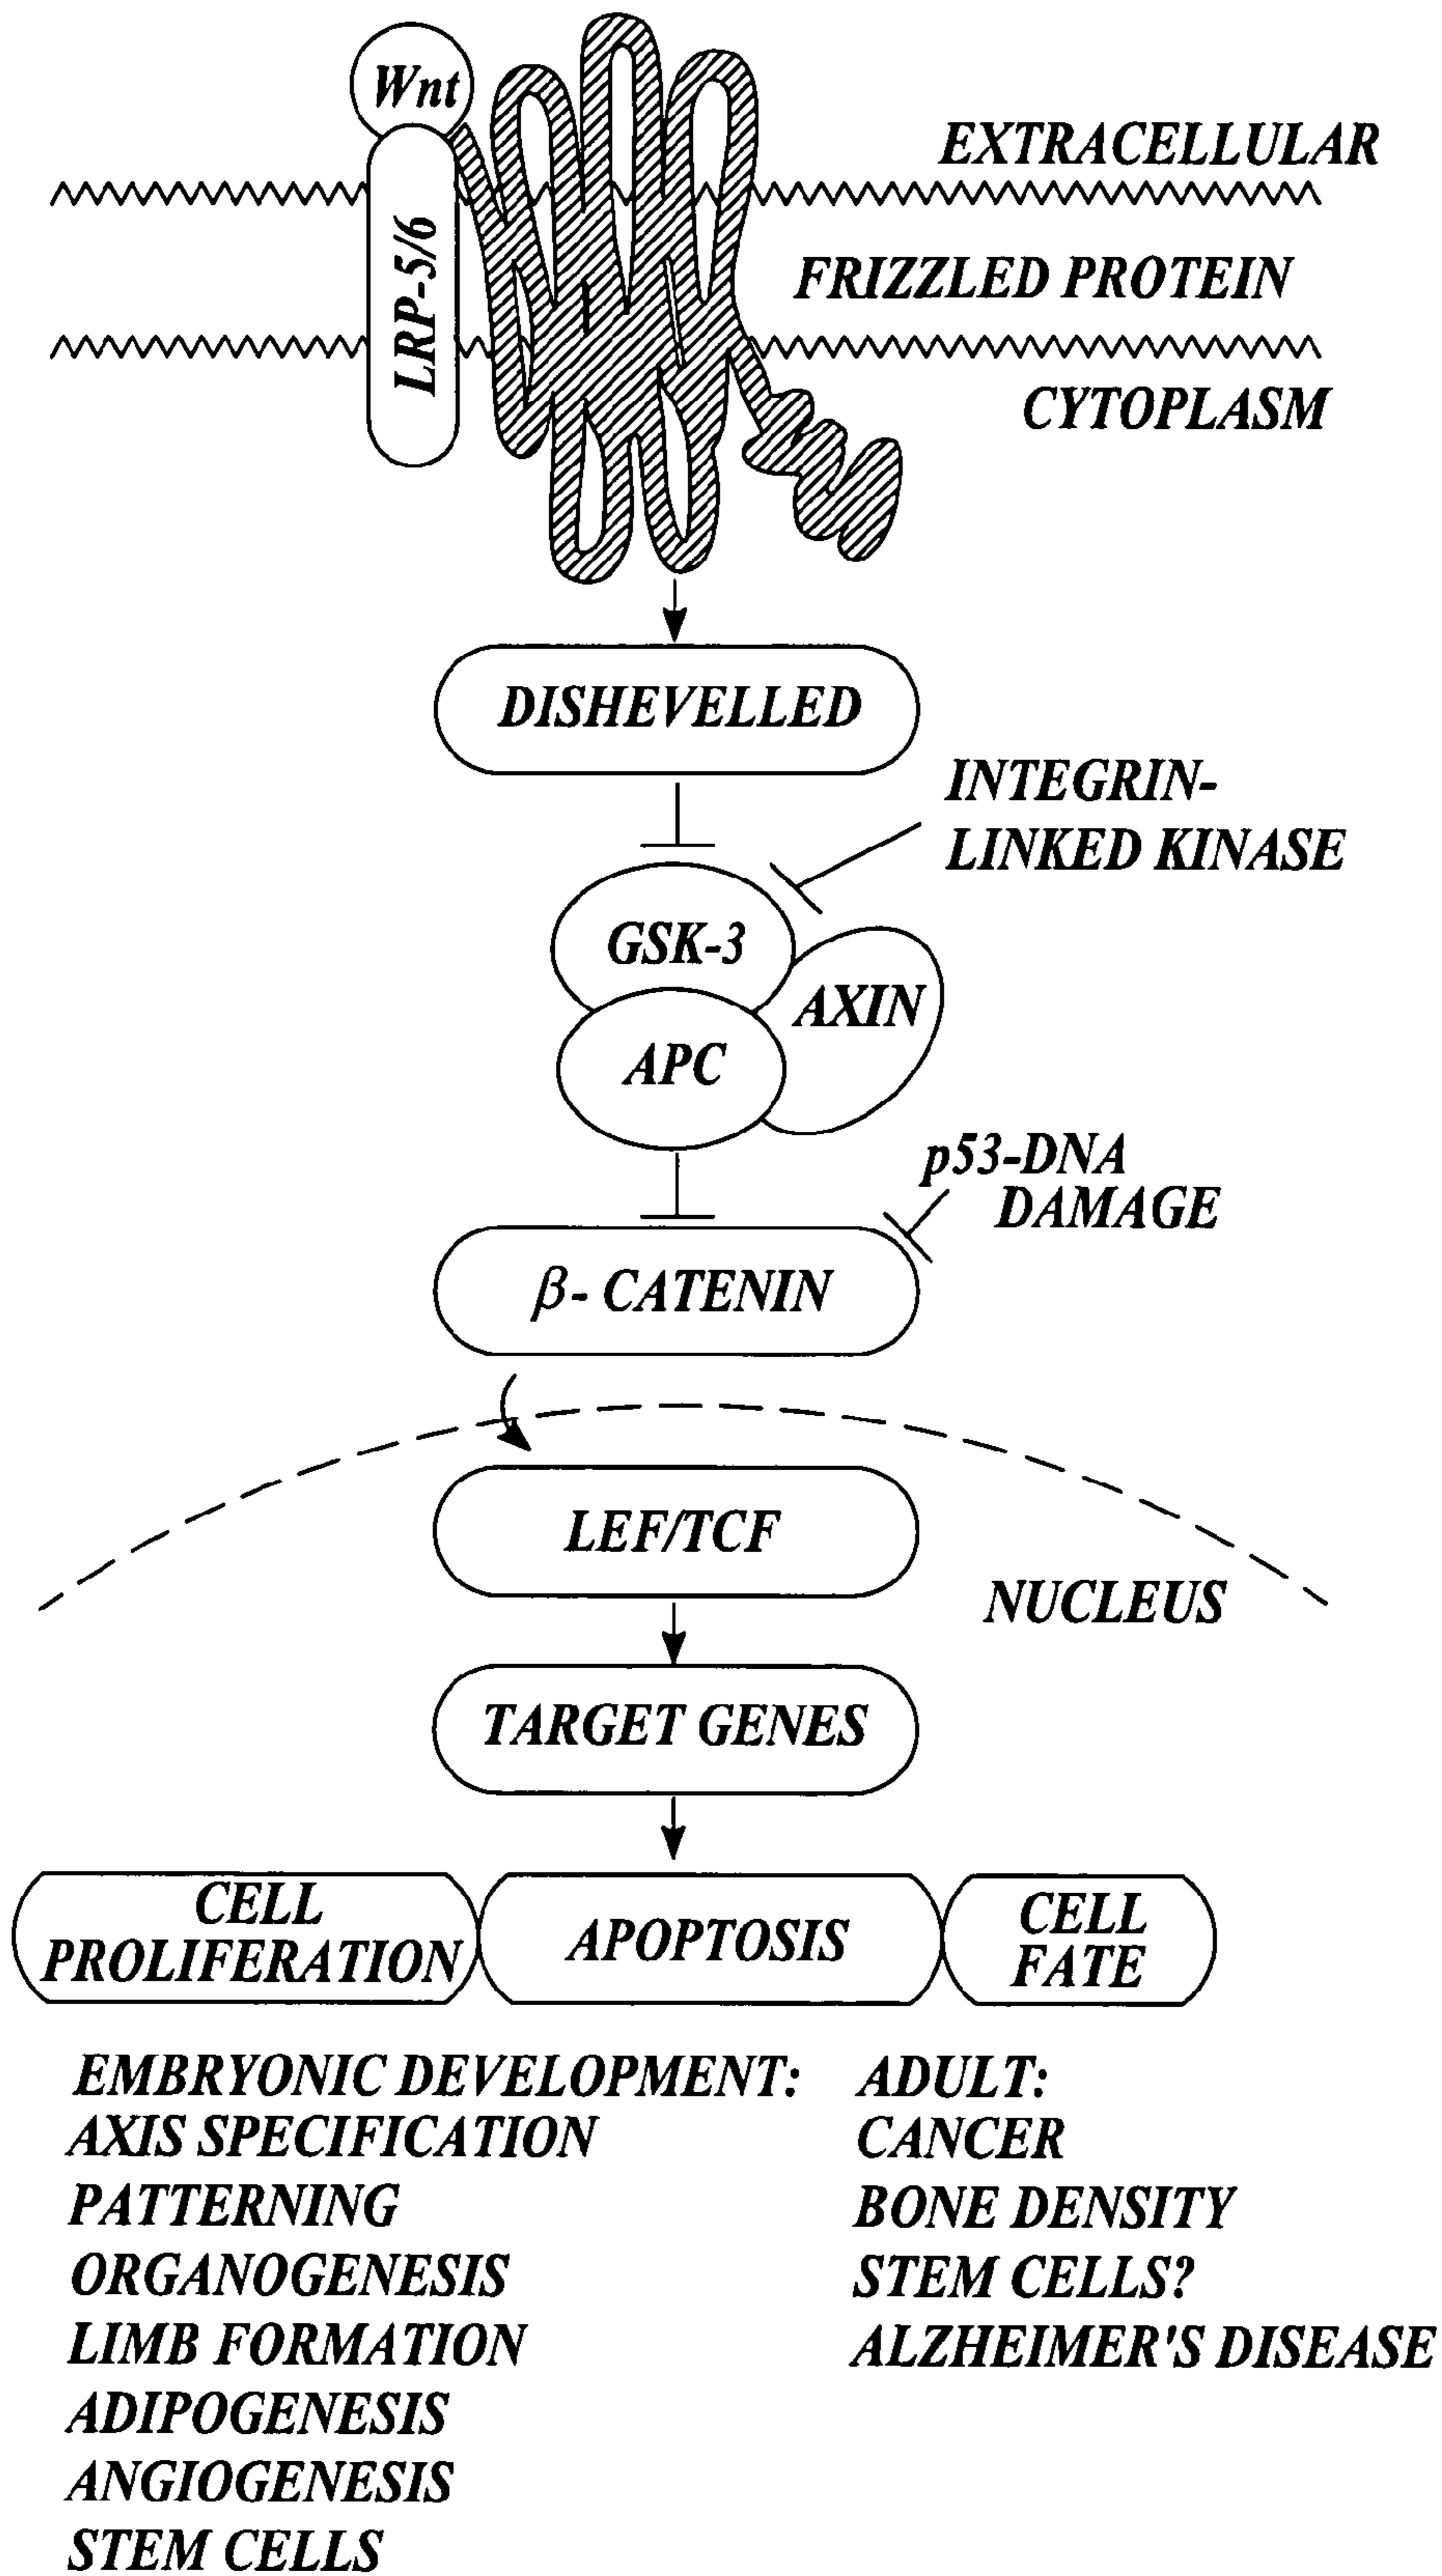 Wnt
EXTRACELLULAR
LRP-5/6
FRIZZLED PROTEIN
CYTOPLASM
DISHEVELLED
INTEGRIN-
LINKED KINASE
GSK-3
AXIN
APC
p53-DNA
DAMAGE
β- CATENIN
LEF/TCF
NUCLEUS
TARGET GENES
CELL
PROLIFERATION
APOPTOSIS
CELL
FATE
EMBRYONIC DEVELOPMENT:
AXIS SPECIFICATION
PATTERNING
ORGANOGENESIS
LIMB FORMATION
ADIPOGENESIS
ANGIOGENESIS
STEM CELLS
ADULT:
CANCER
BONE DENSITY
STEM CELLS?
ALZHEIMER'S DISEASE